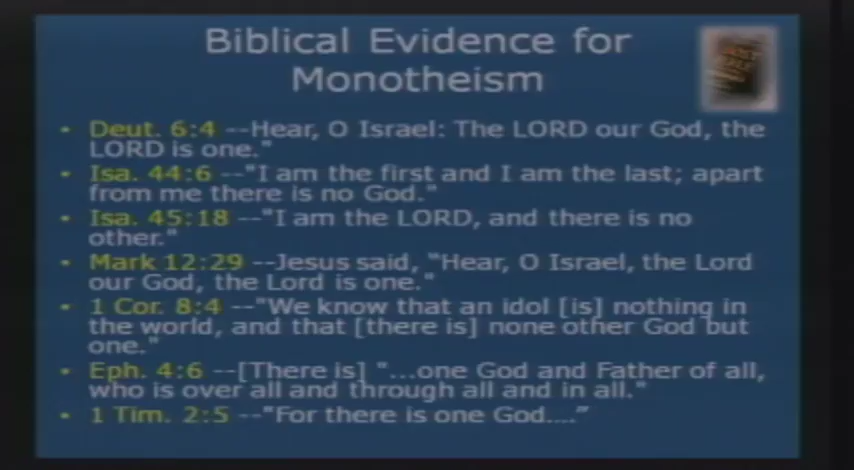 Biblical Evidence for
Monotheism
• Deut. 6:4 --Hear, O Israel: The LORD our God, the
LORD is one."
• Isa. 44:6 --"I am the first and I am the last; apart
from me there is no God."
• Isa. 45:18 --"I am the LORD, and there is no
other."
• Mark 12:29 --Jesus said, "Hear, O Israel, the Lord
our God, the Lord is one."
• 1 Cor. 8:4 --"We know that an idol [is] nothing in
the world, and that [there is] none other God but
one."
• Eph. 4:6 --[There is] "...one God and Father of all,
who is over all and through all and in all."
• 1 Tim. 2:5 --"For there is one God...."